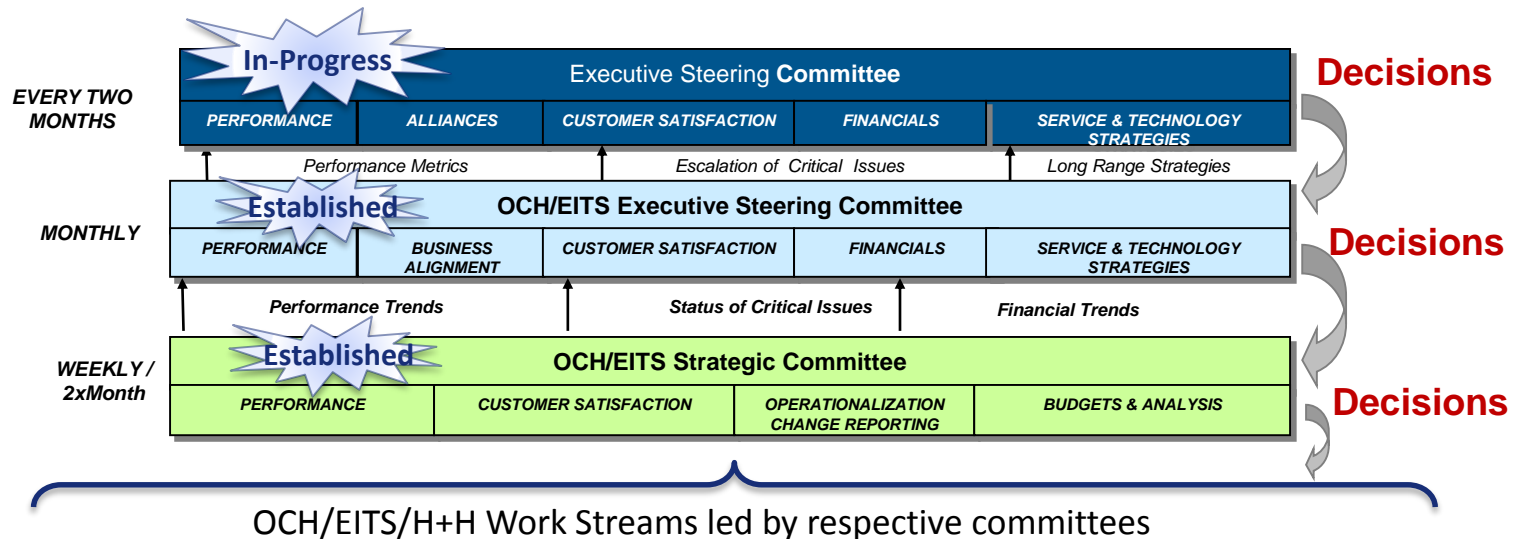 In-Progress
Executive Steering Committee
Decisions
EVERY TWO
MONTHS
PERFORMANCE
ALLIANCES
CUSTOMER SATISFACTION
FINANCIALS
SERVICE & TECHNOLOGY
STRATEGIES
Performance Metrics
Escalation of Critical Issues
Long Range Strategies
Established
OCH/EITS Executive Steering Committee
Decisions
MONTHLY
PERFORMANCE
BUSINESS
ALIGNMENT
CUSTOMER SATISFACTION
FINANCIALS
SERVICE & TECHNOLOGY
STRATEGIES
Performance Trends
Status of Critical Issues
Financial Trends
Established
OCH/EITS Strategic Committee
WEEKLY /
2xMonth
PERFORMANCE
CUSTOMER SATISFACTION
OPERATIONALIZATION
CHANGE REPORTING
BUDGETS & ANALYSIS
Decisions
OCH/EITS/H+H Work Streams led by respective committees